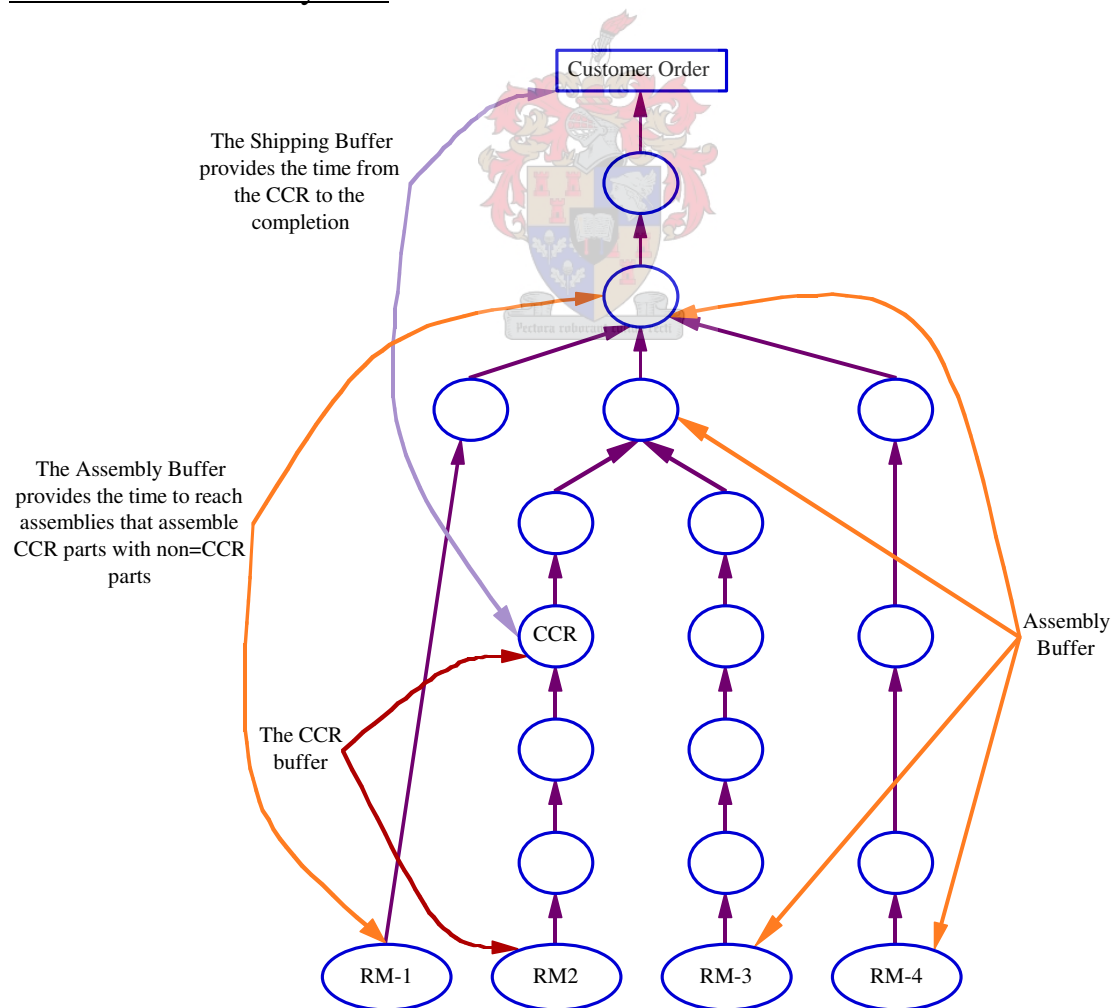 Customer Order
The Shipping Buffer
provides the time from
the CCR to the
completion
Pectora roborant
The Assembly Buffer
provides the time to reach
assemblies that assemble
CCR parts with non=CCR
parts
CCR
Assembly
Buffer
The CCR
buffer
RM-1
RM2
RM-3
RM-4